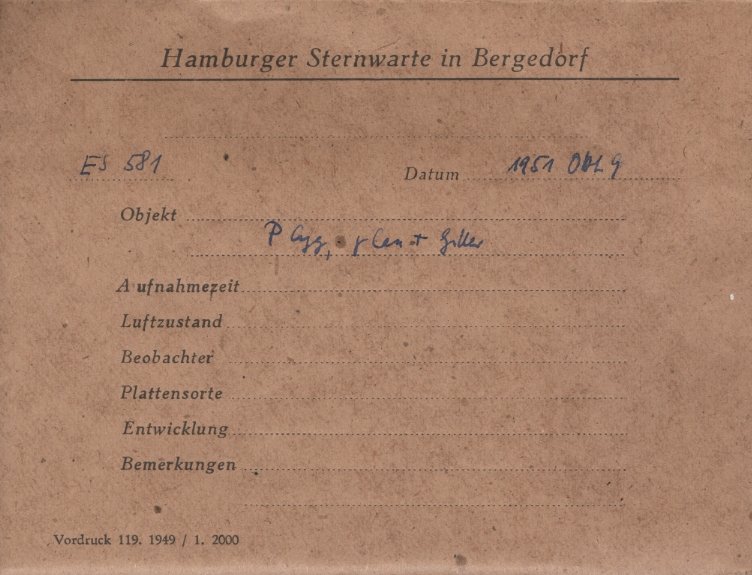 Hamburger Sternwarte in Bergedorf
ES 581 Datum 1951 Okt. 9
Objekt
P Cyg, γ
Aufnahmezeit
Luftzustand
Beobachter
Plattensorte
Entwicklung
Bemerkungen
Vordruck 119. 1949 / 1. 2000